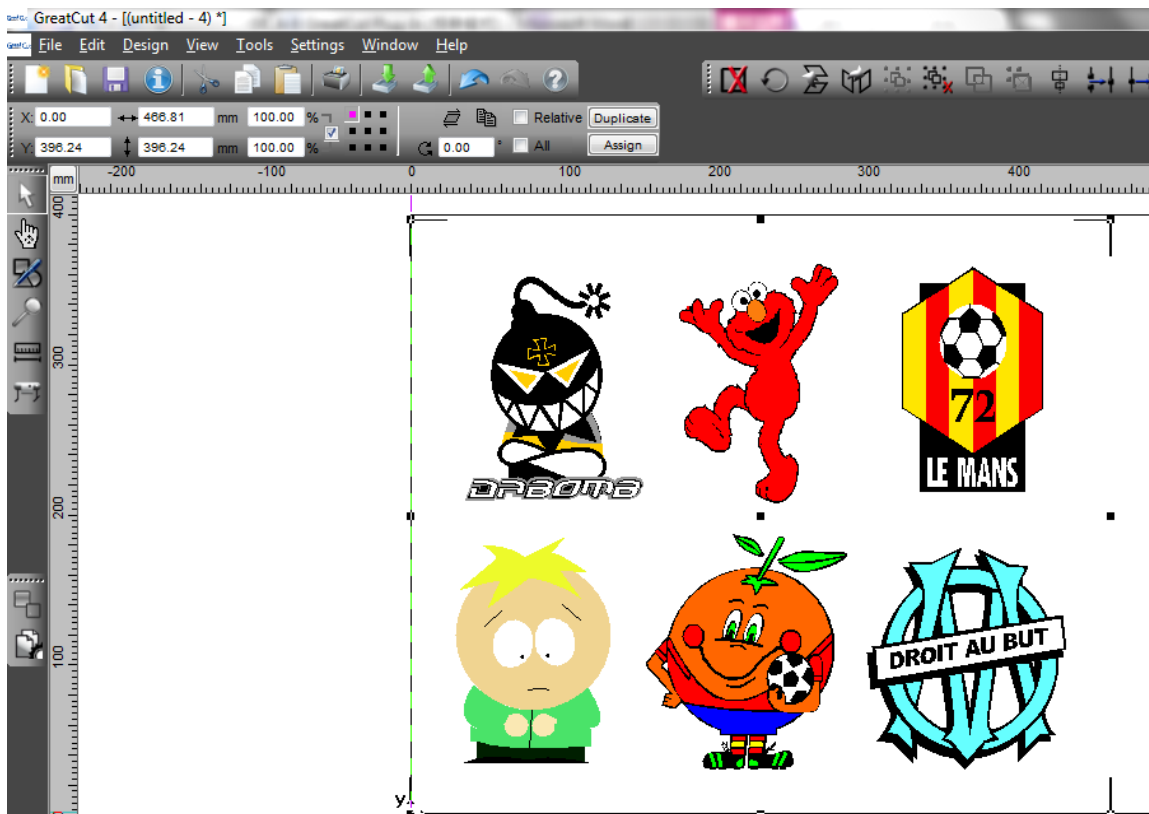 GreatCut 4 - [(untitled - 4) *]
File Edit Design View Tools Settings Window Help
X: 0.00 466.81 mm 100.00 % Relative Duplicate
Y: 396.24 396.24 mm 100.00 % 0.00 ° All Assign
mm -200 -100 0 100 200 300 400
400
300
200
100
72
LE MANS
DABOMB
DROIT AU BUT
y